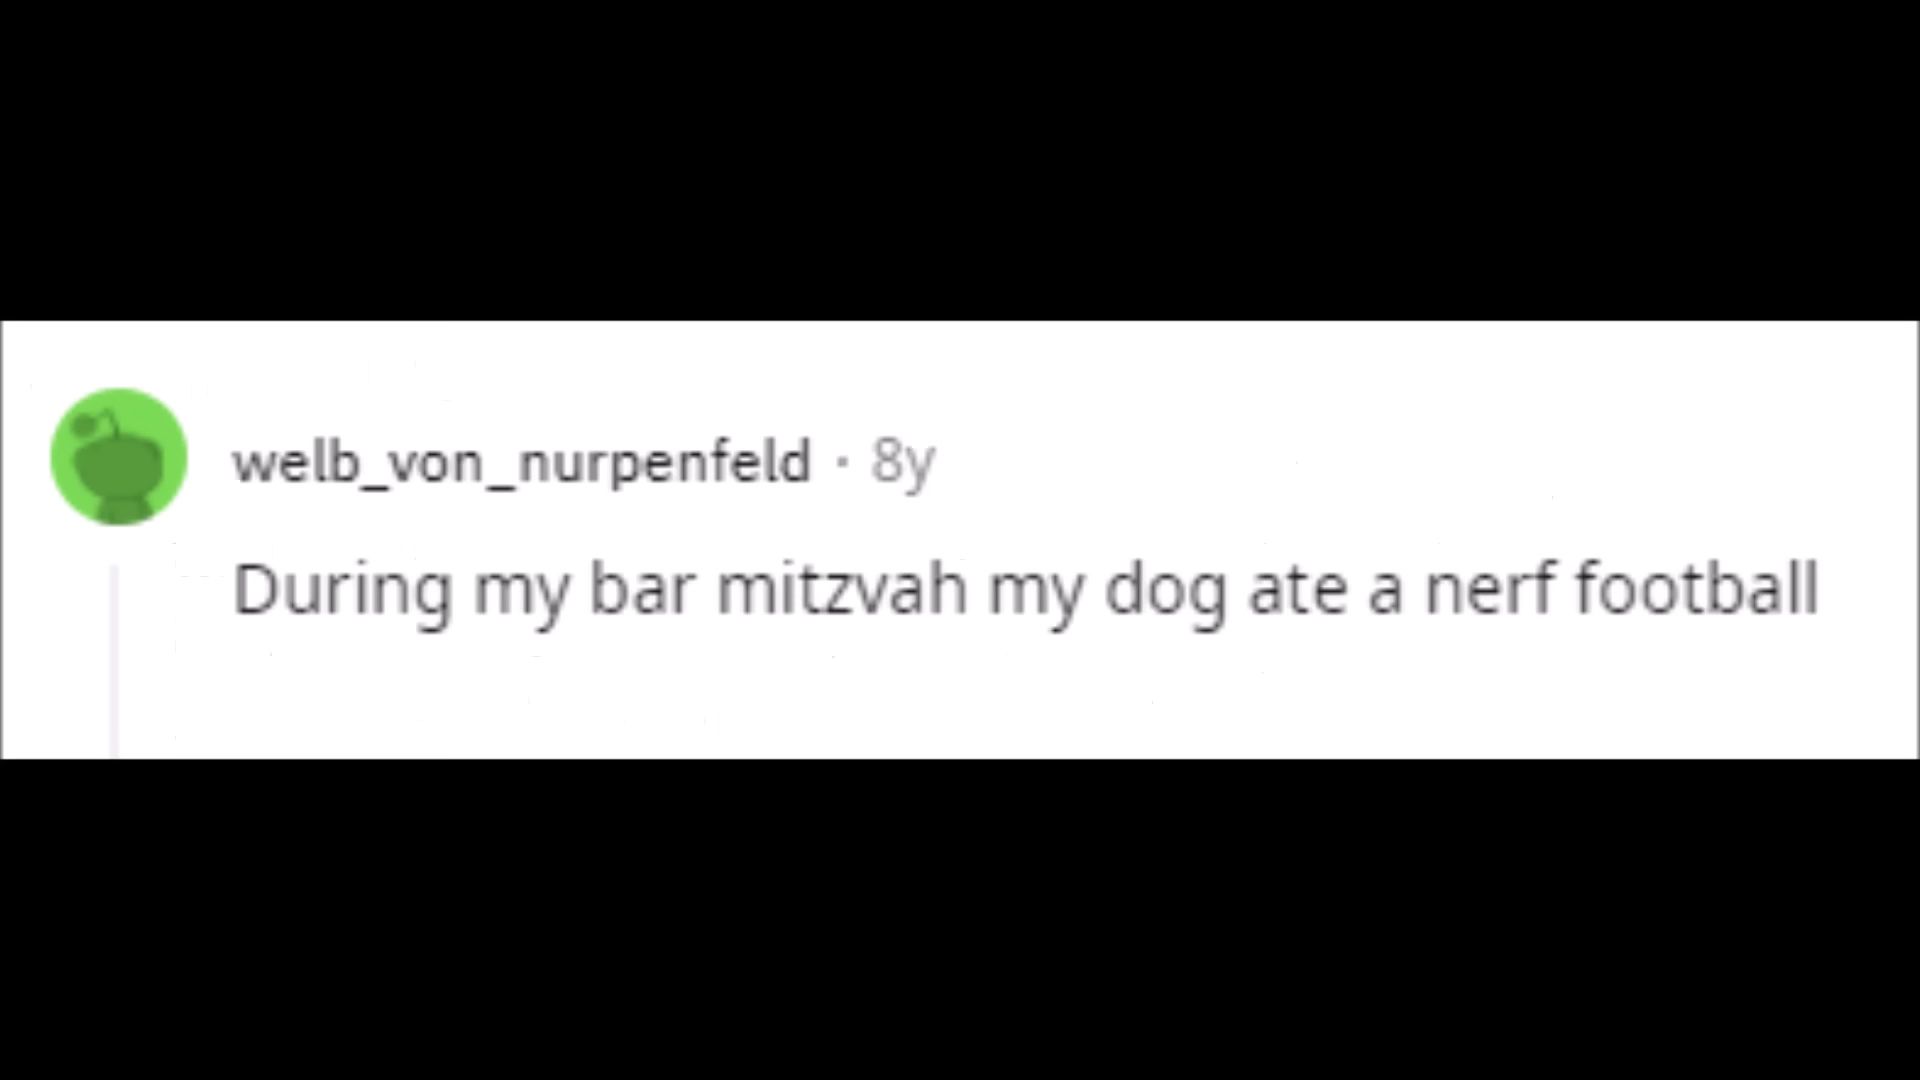 welb_von_nurpenfeld · 8y
During my bar mitzvah my dog ate a nerf football